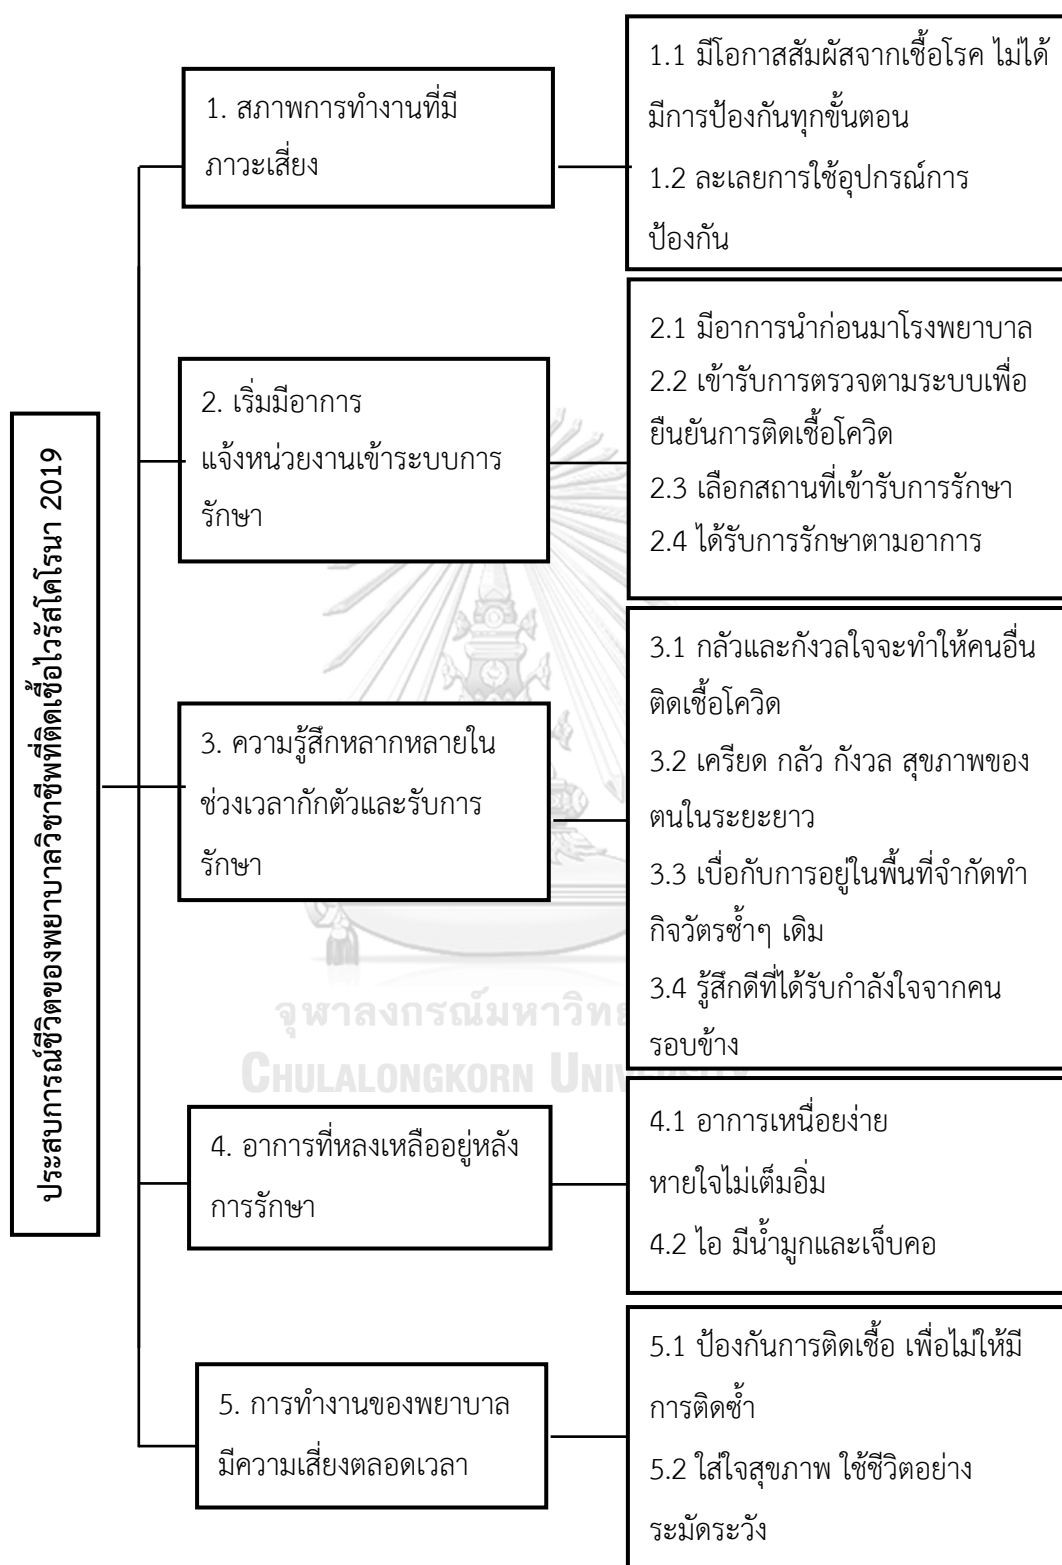 ประสบการณ์ชีวิตของพยาบาลวิชาชีพที่ติดเชื้อไวรัสโคโรนา 2019
1. สภาพการทำงานที่มี
ภาวะเสี่ยง
1.1 มีโอกาสสัมผัสจากเชื้อโรค ไม่ได้
มีการป้องกันทุกขั้นตอน
1.2 ละเลยการใช้อุปกรณ์การ
ป้องกัน
2. เริ่มมีอาการ
แจ้งหน่วยงานเข้าระบบการ
รักษา
2.1 มีอาการนำก่อนมาโรงพยาบาล
2.2 เข้ารับการตรวจตามระบบเพื่อ
ยืนยันการติดเชื้อโควิด
2.3 เลือกสถานที่เข้ารับการรักษา
2.4 ได้รับการรักษาตามอาการ
3. ความรู้สึกหลากหลายใน
ช่วงเวลากักตัวและรับการ
รักษา
3.1 กลัวและกังวลใจจะทำให้คนอื่น
ติดเชื้อโควิด
3.2 เครียด กลัว กังวล สุขภาพของ
ตนในระยะยาว
3.3 เบื่อกับการอยู่ในพื้นที่จำกัดทำ
กิจวัตรซ้ำๆ เดิม
3.4 รู้สึกดีที่ได้รับกำลังใจจากคน
รอบข้าง
จุฬาลงกรณ์มหาวิทย
CHULALONGKORN UNIVERSITY
4. อาการที่หลงเหลืออยู่หลัง
การรักษา
4.1 อาการเหนื่อยง่าย
หายใจไม่เต็มอิ่ม
4.2 ไอ มีน้ำมูกและเจ็บคอ
5. การทำงานของพยาบาล
มีความเสี่ยงตลอดเวลา
5.1 ป้องกันการติดเชื้อ เพื่อไม่ให้มี
การติดซ้ำ
5.2 ใส่ใจสุขภาพ ใช้ชีวิตอย่าง
ระมัดระวัง